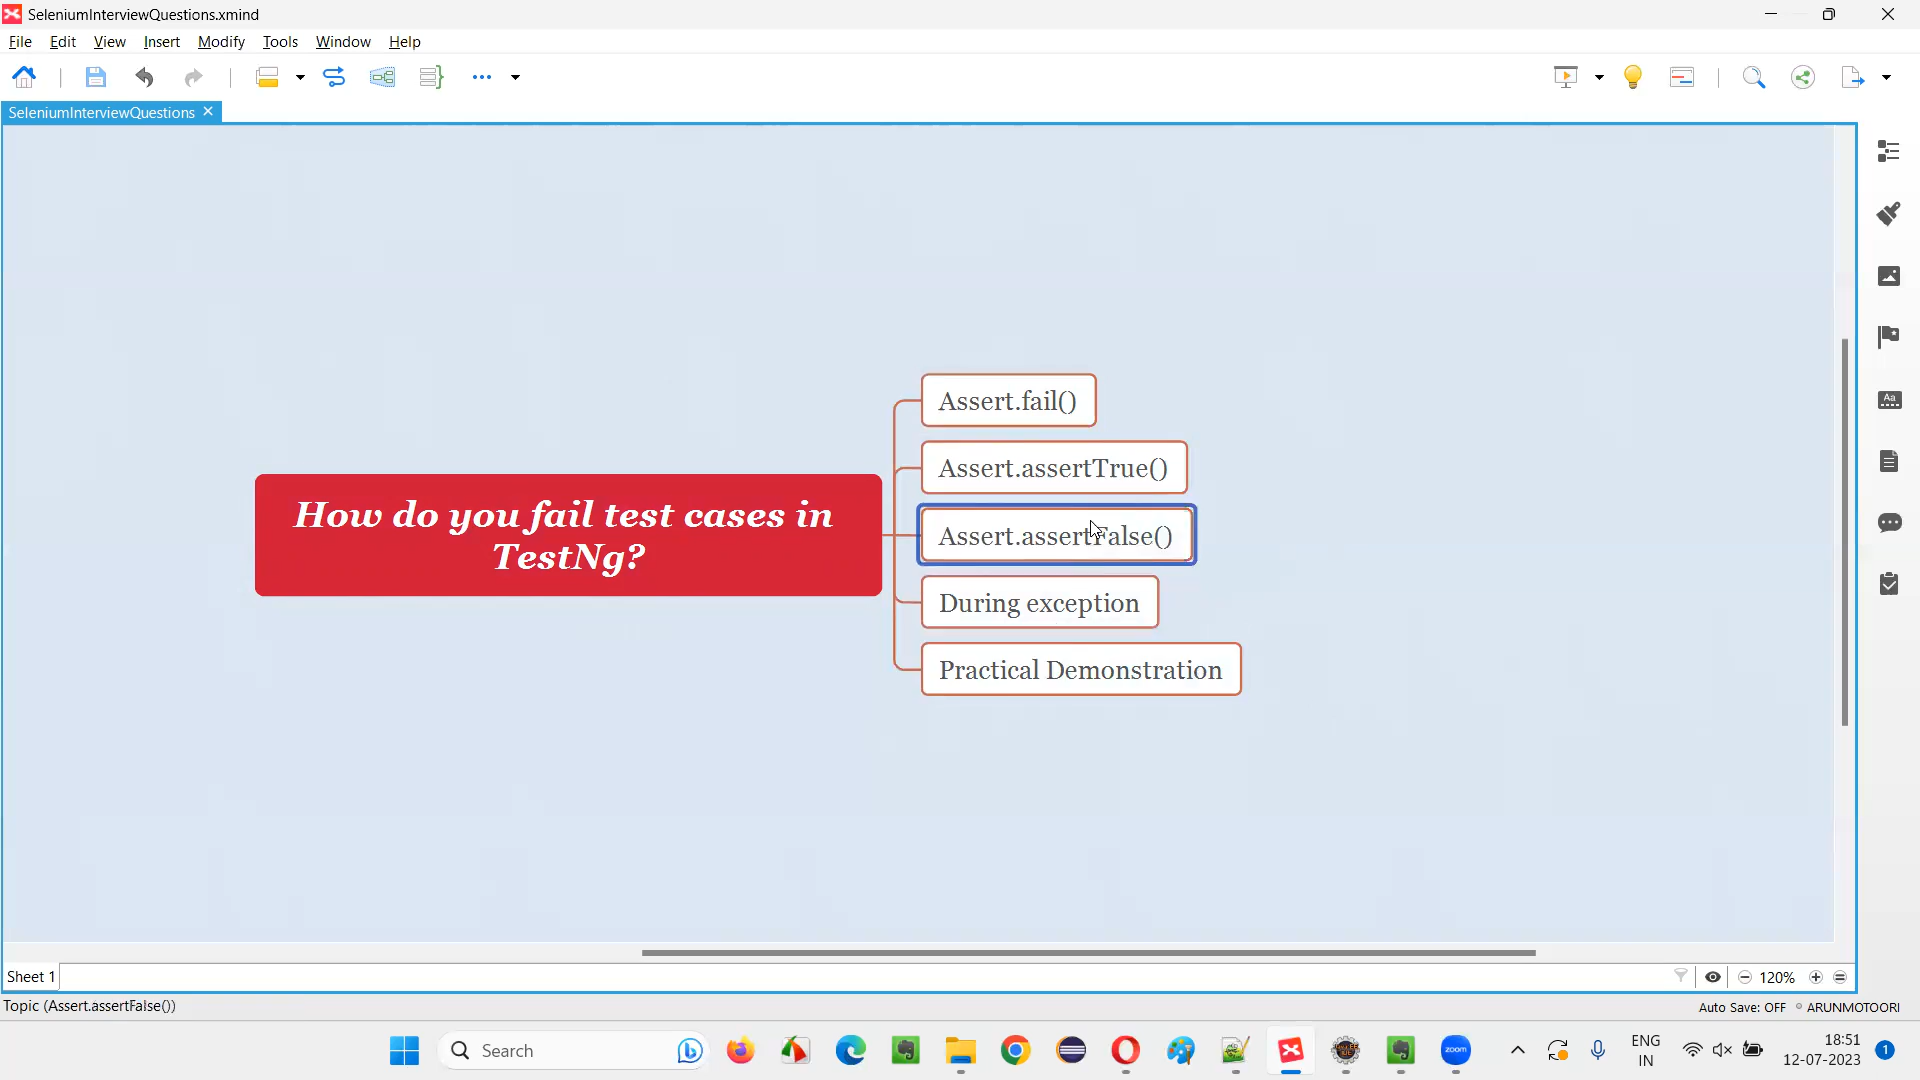 SeleniumInterviewQuestions.xmind
File Edit View Insert Modify Tools Window Help
SeleniumInterviewQuestions
Assert.fail()
Assert.assertTrue()
How do you fail test cases in
TestNg?
Assert.assertFalse()
During exception
Practical Demonstration
Sheet 1
120%
Topic (Assert.assertFalse())
Auto Save: OFF ARUNMOTOORI
Search
zoom
ENG
IN
18:51
12-07-2023
1
Aa